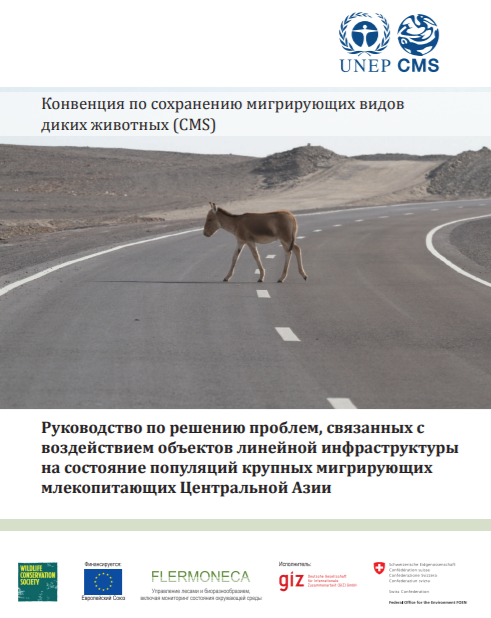 UNEP CMS
Конвенция по сохранению мигрирующих видов
диких животных (CMS)
Руководство по решению проблем, связанных с
воздействием объектов линейной инфраструктуры
на состояние популяций крупных мигрирующих
млекопитающих Центральной Азии
WILDLIFE
CONSERVATION
SOCIETY
Финансируется:
Европейский Союз
FLERMONECA
Управление лесами и биоразнообразием,
включая мониторинг состояния окружающей среды
Исполнитель:
giz
Deutsche Gesellschaft
für Internationale
Zusammenarbeit (GIZ) GmbH
Schweizerische Eidgenossenschaft
Confédération suisse
Confederazione Svizzera
Confederaziun svizra
Swiss Confederation
Federal Office for the Environment FOEN